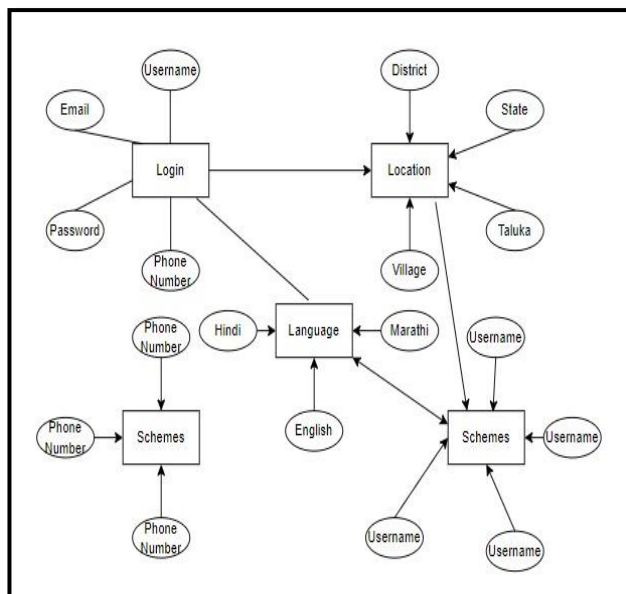 Username
District
Email
State
Login
Location
Password
Taluka
Phone
Number
Village
Phone
Number
Hindi
Language
Marathi
Username
Phone
Number
Schemes
English
Schemes
Username
Phone
Number
Username
Username